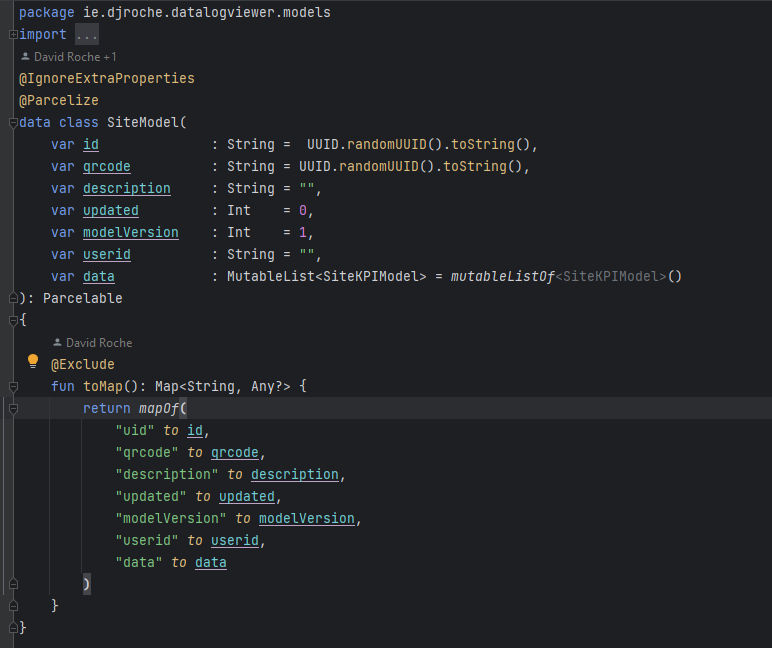 package ie.djroche.datalogviewer.models
import ...
David Roche +1
@IgnoreExtraProperties
@Parcelize
data class SiteModel(
var id : String = UUID.randomUUID().toString(),
var qrcode : String = UUID.randomUUID().toString(),
var description : String = "",
var updated : Int = 0,
var modelVersion : Int = 1,
var userid : String = "",
var data : MutableList<SiteKPIModel> = mutableListOf<SiteKPIModel>()
): Parcelable
{
David Roche
@Exclude
fun toMap(): Map<String, Any?> {
return mapOf(
"uid" to id,
"qrcode" to qrcode,
"description" to description,
"updated" to updated,
"modelVersion" to modelVersion,
"userid" to userid,
"data" to data
)
}
}